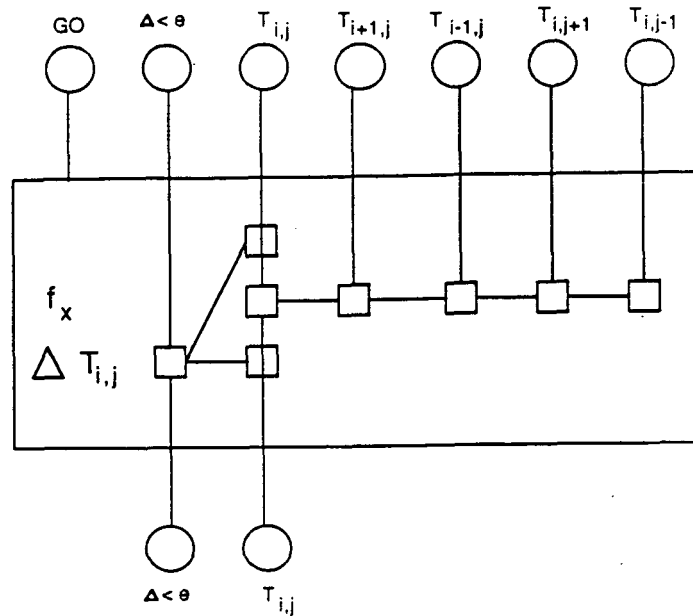 GO
Δ < θ
T i,j
T i+1,j
T i-1,j
T i,j+1
T i,j-1
f x
Δ T i,j
Δ < θ
T i,j